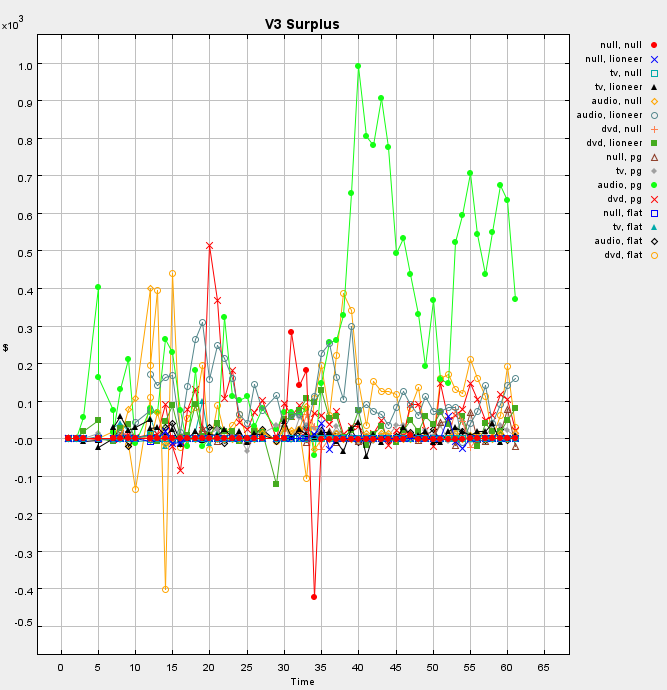 V3 Surplus
×10³
1.0
0.9
0.8
0.7
0.6
0.5
0.4
0.3
0.2
0.1
-0.0
-0.1
-0.2
-0.3
-0.4
-0.5
$
0 5 10 15 20 25 30 35 40 45 50 55 60 65
Time
null, null
null, lioneer
tv, null
tv, lioneer
audio, null
audio, lioneer
dvd, null
dvd, lioneer
null, pg
tv, pg
audio, pg
dvd, pg
null, flat
tv, flat
audio, flat
dvd, flat